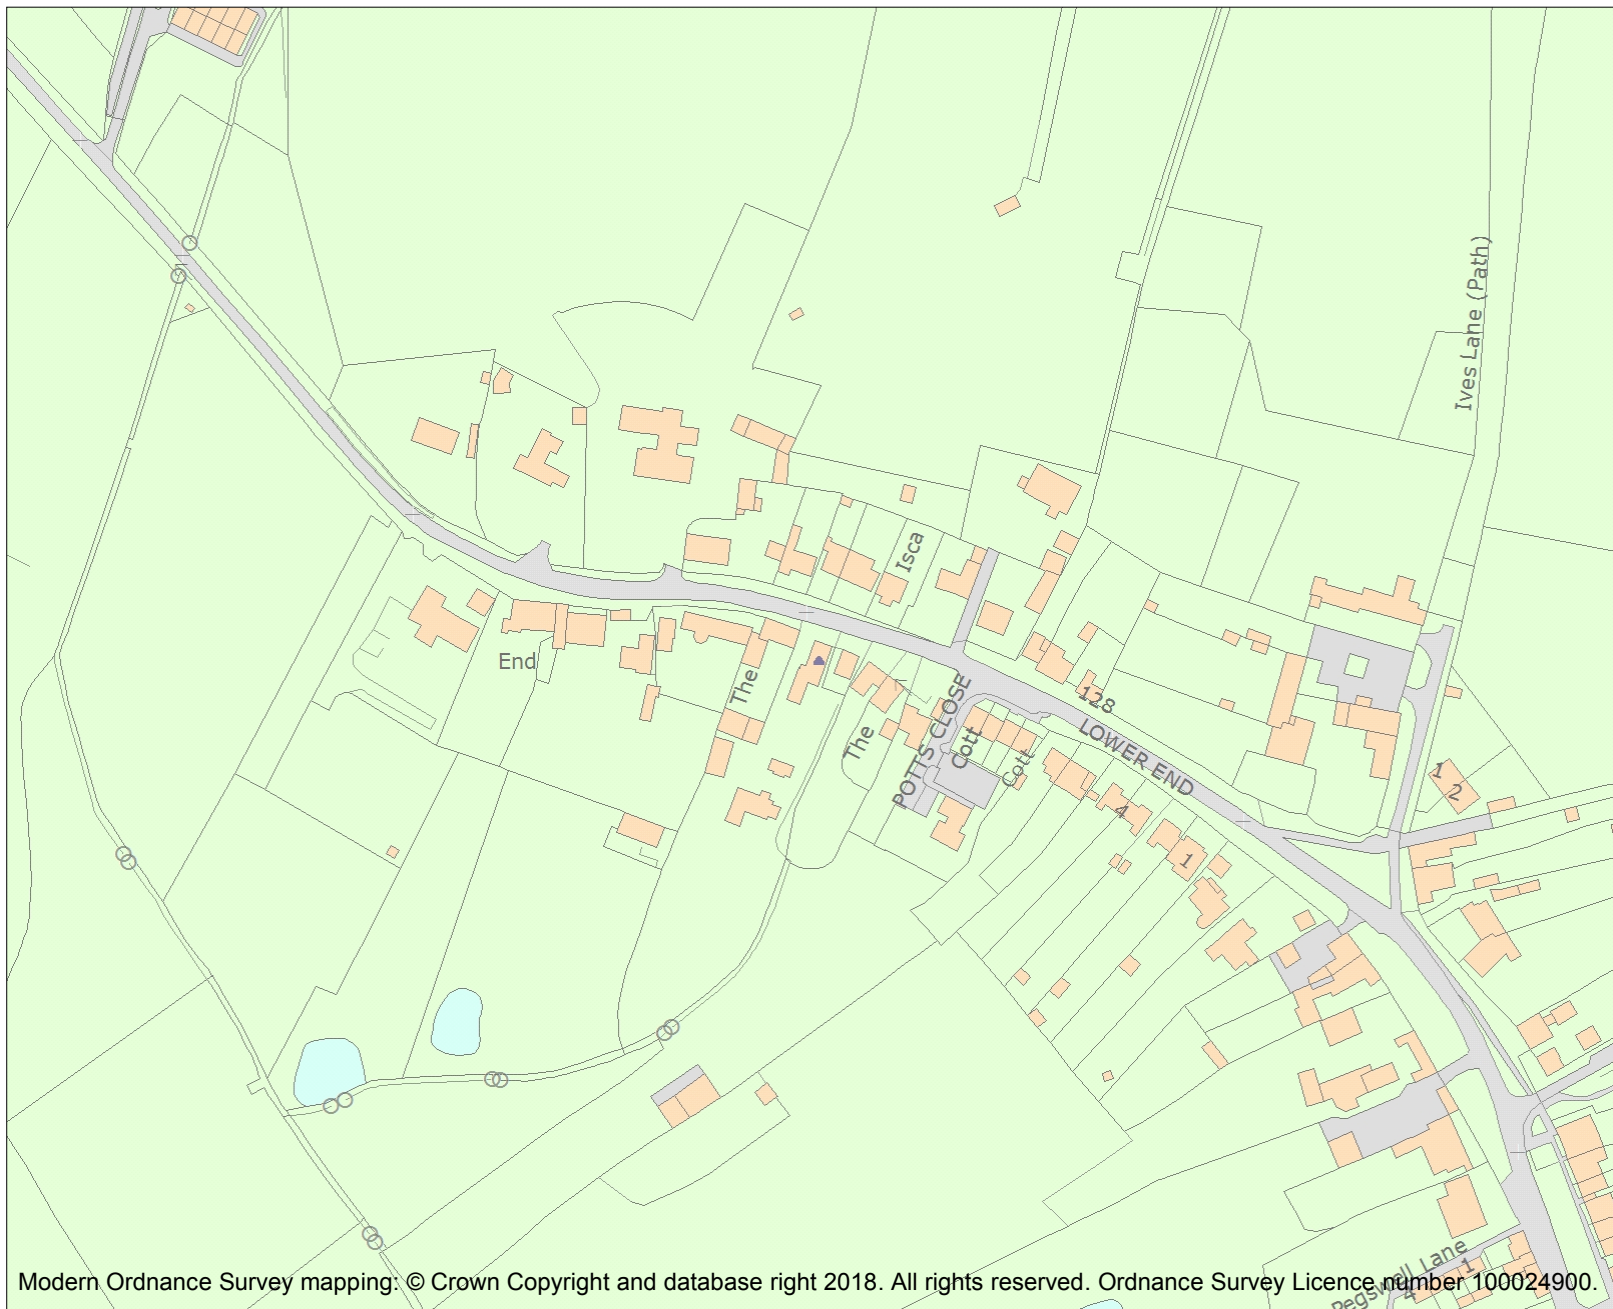 Ives Lane (Path)
Isca
End
The
The
POTTS CLOSE
Cott
Cott
128
LOWER END
4
1
1
2
Pegswell Lane
4
1
Modern Ordnance Survey mapping: © Crown Copyright and database right 2018. All rights reserved. Ordnance Survey Licence number 100024900.